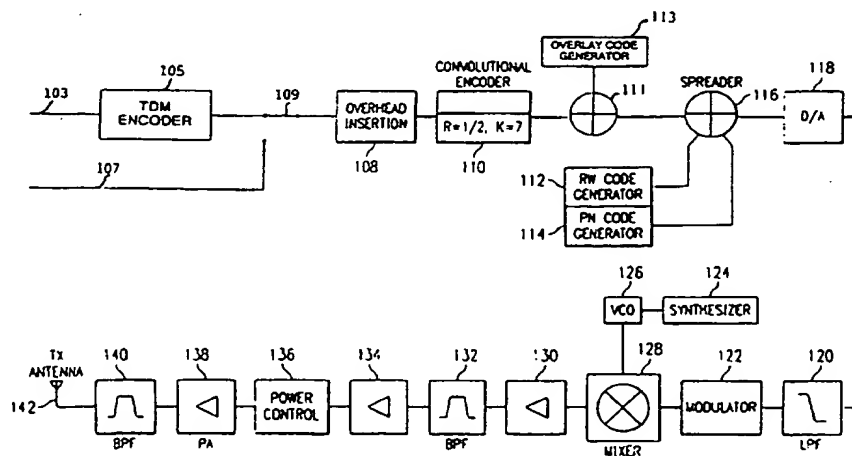 113
OVERLAY CODE
GENERATOR
105
CONVOLUTIONAL
ENCODER
SPREADER
118
103
TDM
ENCODER
109
OVERHEAD
INSERTION
R=1/2, K=7
111
116
D/A
108
110
107
112
RW CODE
GENERATOR
114
PN CODE
GENERATOR
126
124
VCO
SYNTHESIZER
TX
ANTENNA
140
138
136
134
132
130
128
122
120
142
POWER
CONTROL
MODULATOR
BPF
PA
BPF
MIXER
LPF